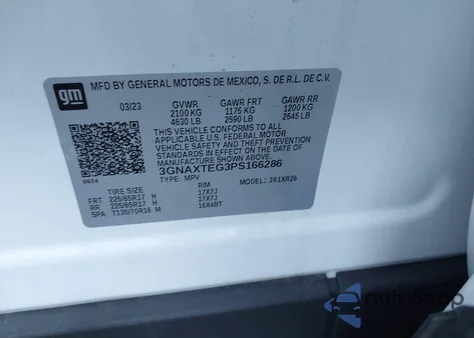 gm
MFD BY GENERAL MOTORS DE MEXICO, S. DE R.L. DE C.V.
03/23 GVWR GAWR FRT GAWR RR
2100 KG 1175 KG 1200 KG
4630 LB 2590 LB 2645 LB
THIS VEHICLE CONFORMS TO ALL
APPLICABLE U.S. FEDERAL MOTOR
VEHICLE SAFETY AND THEFT PREVENTION
STANDARDS IN EFFECT ON THE DATE OF
MANUFACTURE SHOWN ABOVE.
3GNAXTEG3PS166286
TYPE: MPV MODEL: 361XR26
TIRE SIZE RIM
FRT 225/65R17 H 17X7J
RR 225/65R17 H 17X7J
SPA T135/70R16 M 16X4BT